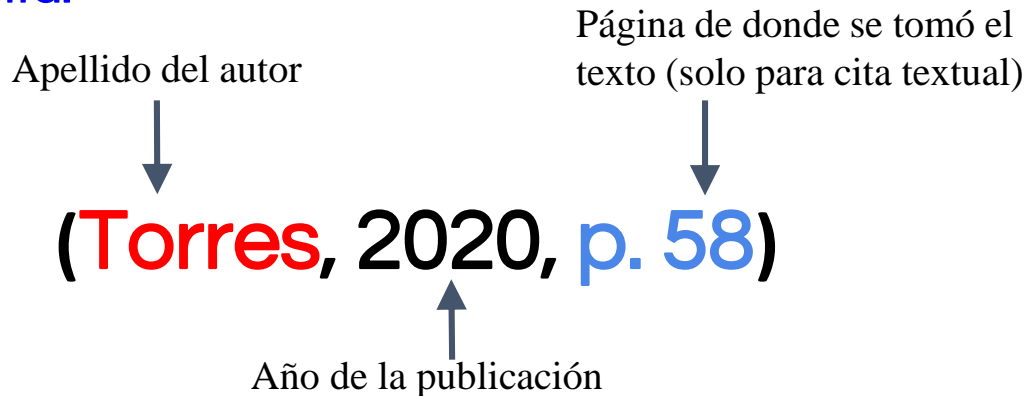 Página de donde se tomó el
Apellido del autor
texto (solo para cita textual)
(Torres, 2020, p. 58)
Año de la publicación